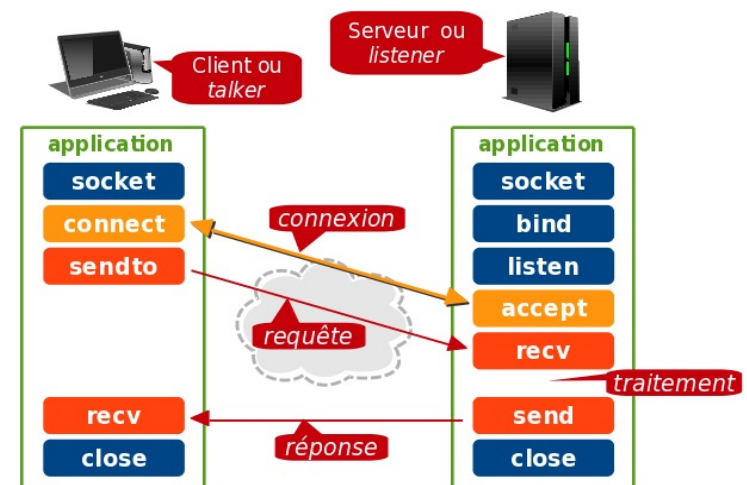 Client ou
talker
Serveur ou
listener
application
socket
connect
sendto
recv
close
connexion
requête
réponse
application
socket
bind
listen
accept
recv
traitement
send
close